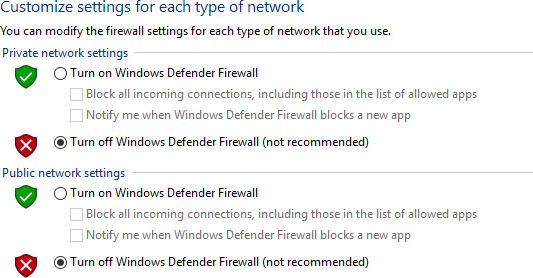 Customize settings for each type of network
You can modify the firewall settings for each type of network that you use.
Private network settings
Turn on Windows Defender Firewall
Block all incoming connections, including those in the list of allowed apps
Notify me when Windows Defender Firewall blocks a new app
Turn off Windows Defender Firewall (not recommended)
Public network settings
Turn on Windows Defender Firewall
Block all incoming connections, including those in the list of allowed apps
Notify me when Windows Defender Firewall blocks a new app
Turn off Windows Defender Firewall (not recommended)